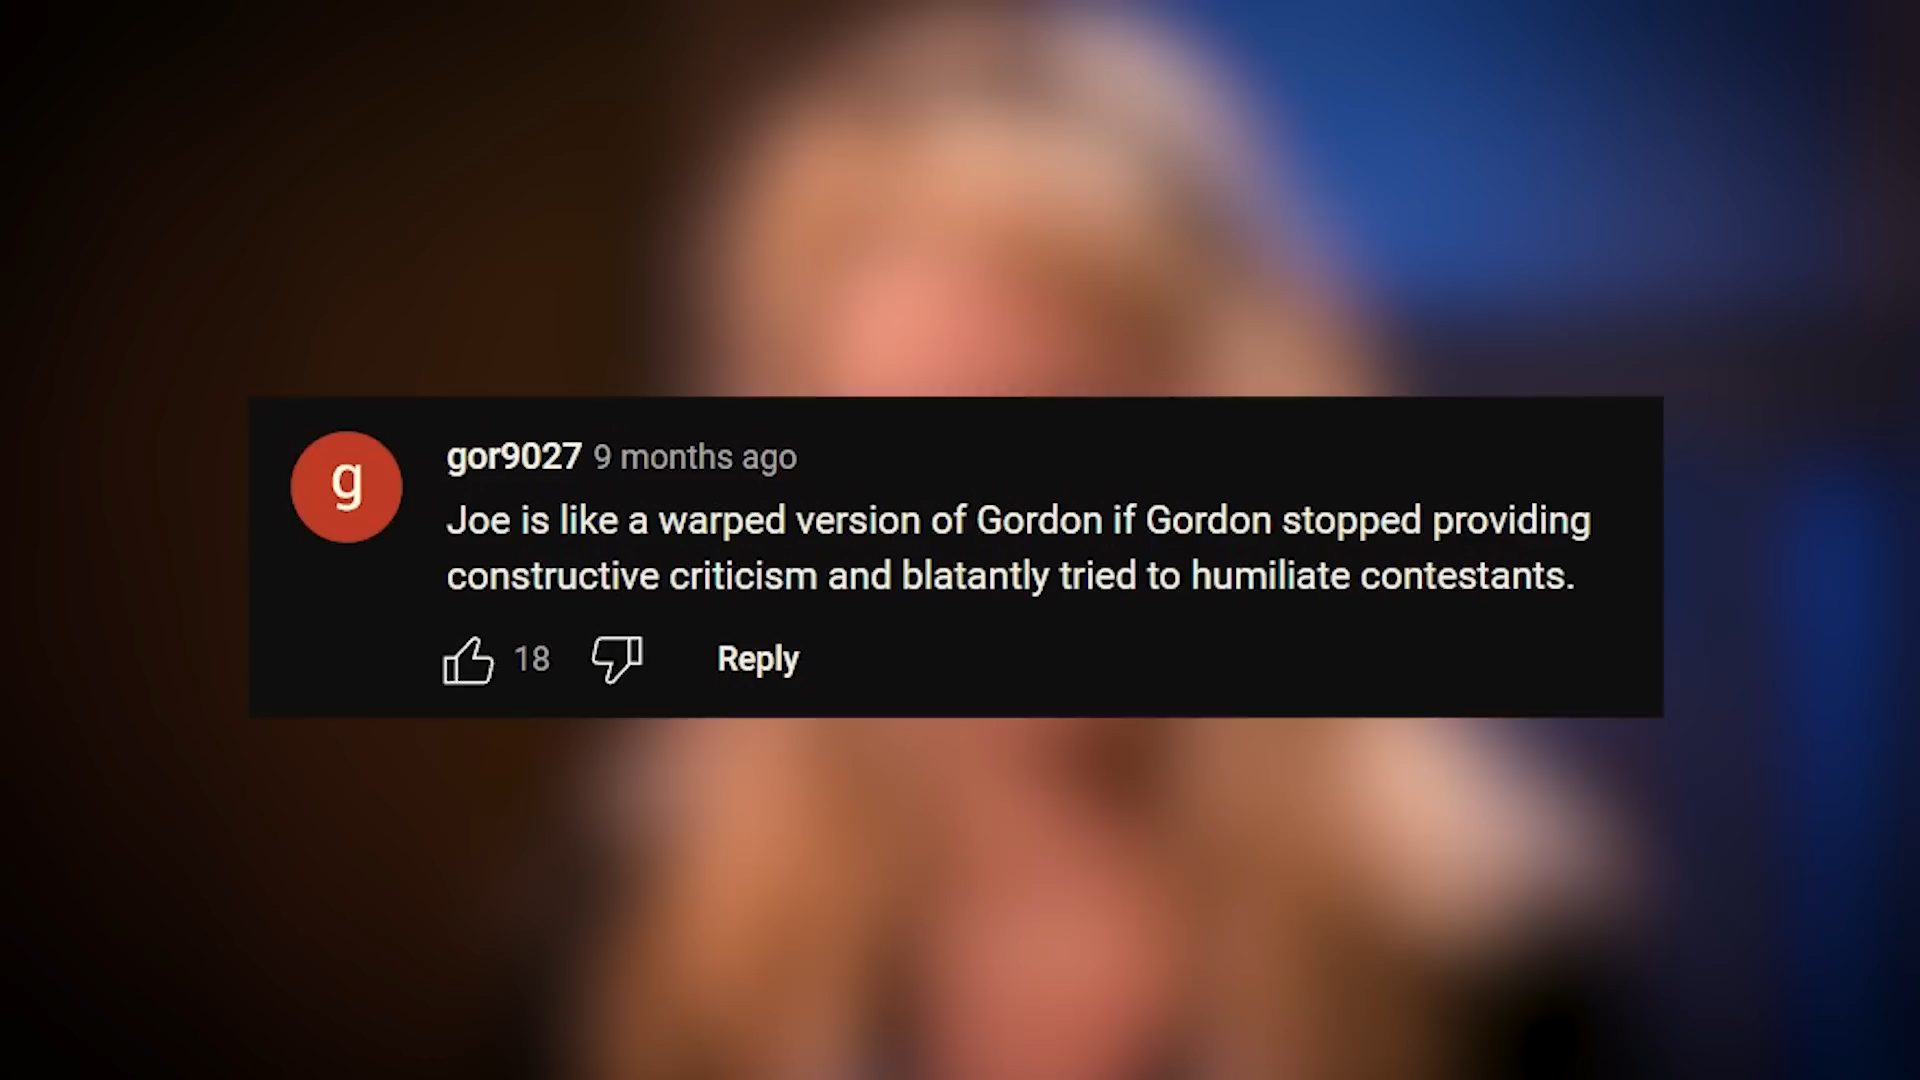 g
gor9027 9 months ago
Joe is like a warped version of Gordon if Gordon stopped providing
constructive criticism and blatantly tried to humiliate contestants.
18 Reply